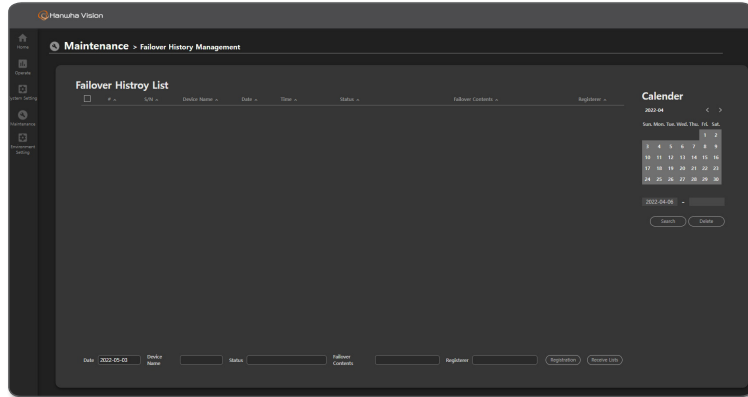 Hanwha Vision
Home
Operate
System Setting
Maintenance
Environment
Setting
Maintenance > Failover History Management
Failover Histroy List
# S/N Device Name Date Time Status Failover Contents Registerer
Calender
2022-04 < >
Sun. Mon. Tue. Wed. Thu. Fri. Sat.
1 2
3 4 5 6 7 8 9
10 11 12 13 14 15 16
17 18 19 20 21 22 23
24 25 26 27 28 29 30
2022-04-06 -
Search Delete
Date 2022-05-03 Device Name Status Failover Contents Registerer Registration Receive Lists